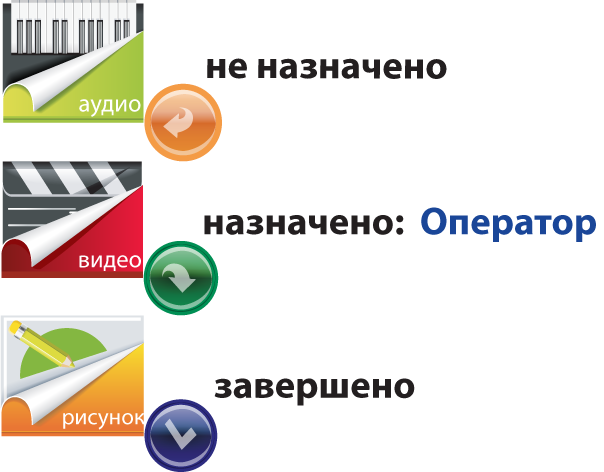 не назначено
аудио
назначено: Оператор
видео
завершено
рисунок